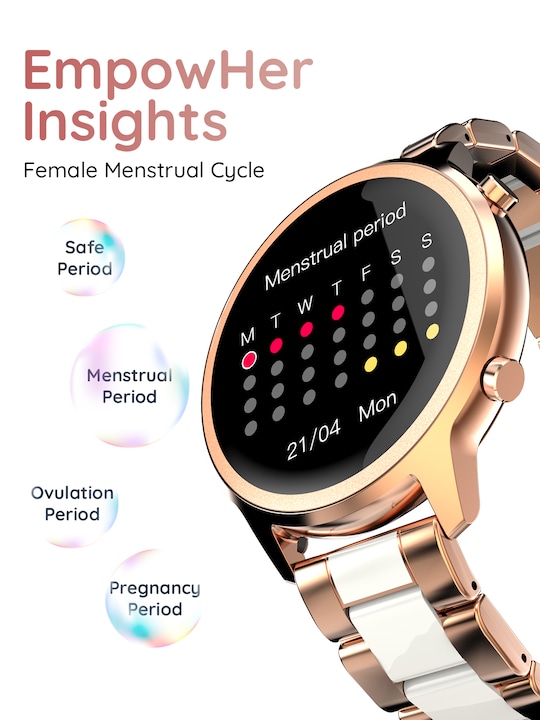 EmpowHer
Insights
Female Menstrual Cycle
Safe
Period
Menstrual
Period
Ovulation
Period
Pregnancy
Period
Menstrual period
M T W T F S S
21/04 Mon